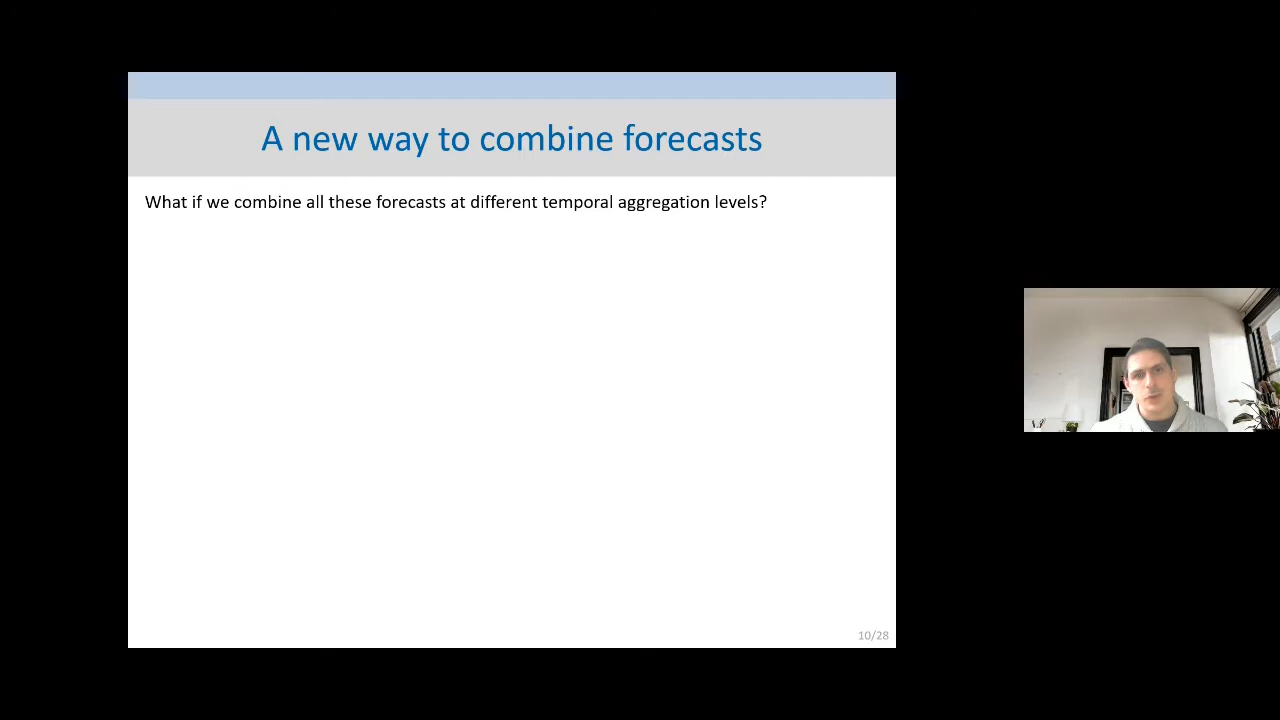 A new way to combine forecasts
What if we combine all these forecasts at different temporal aggregation levels?
10/28